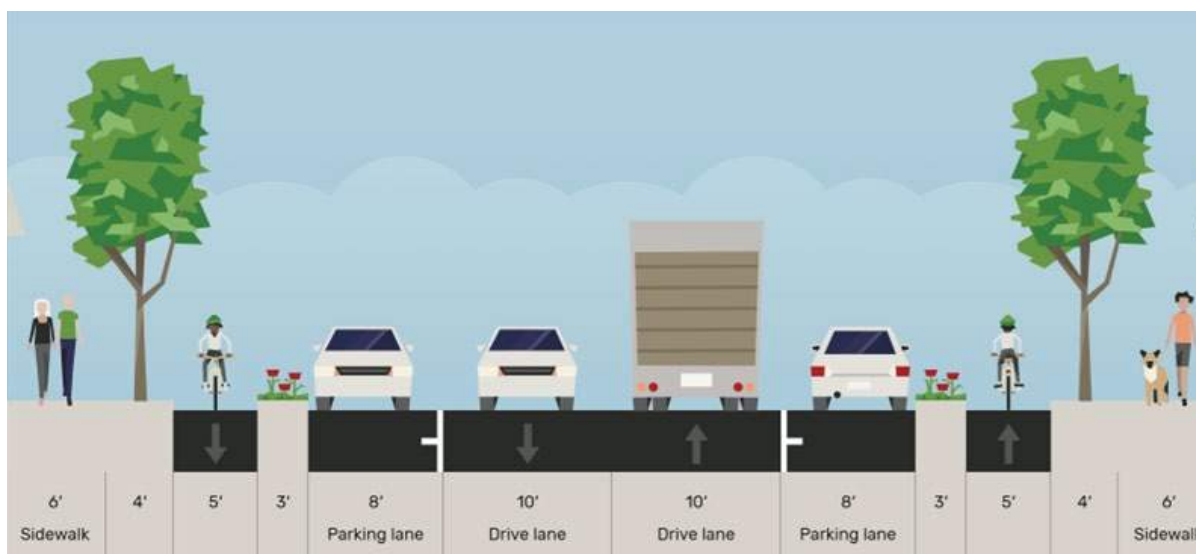 6' 4' 5' 3' 8' 10' 10' 8' 3' 5' 4' 6'
Sidewalk Parking lane Drive lane Drive lane Parking lane Sidewalk